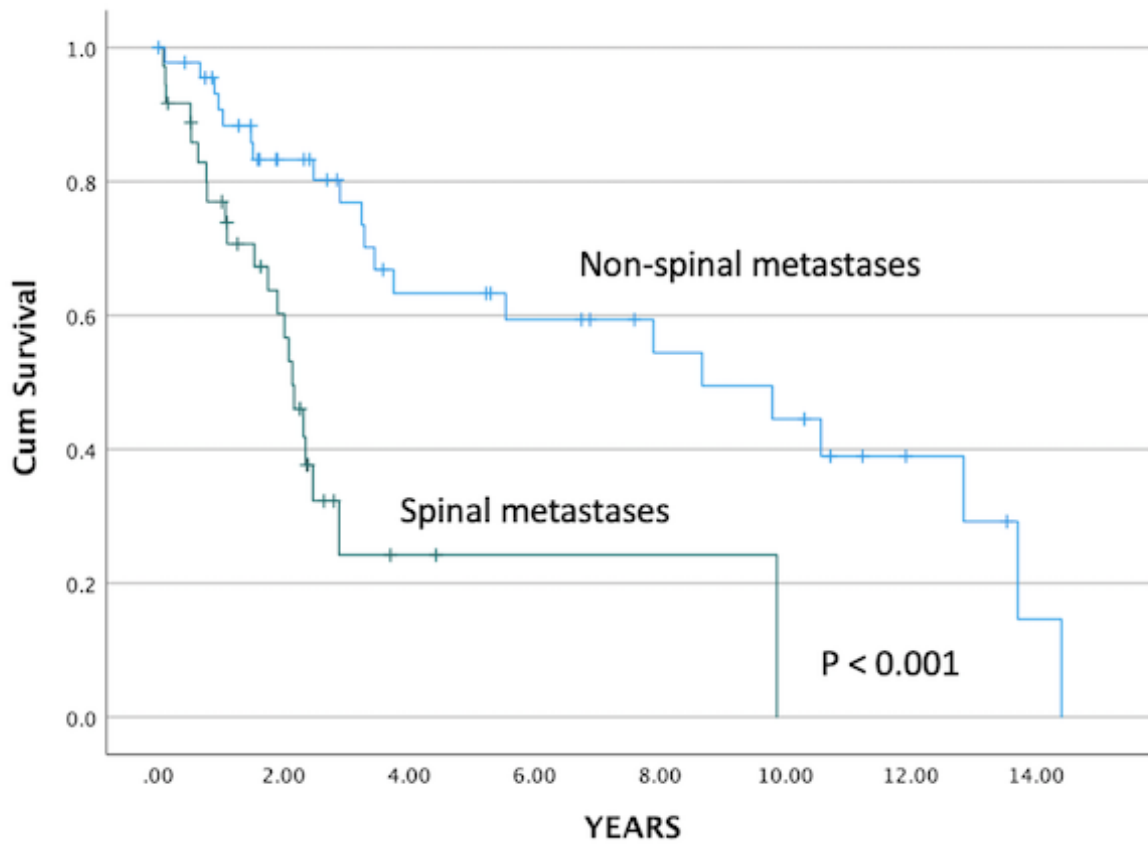 1.0
0.8
0.6
0.4
0.2
0.0
Cum Survival
Non-spinal metastases
Spinal metastases
P < 0.001
.00 2.00 4.00 6.00 8.00 10.00 12.00 14.00
YEARS